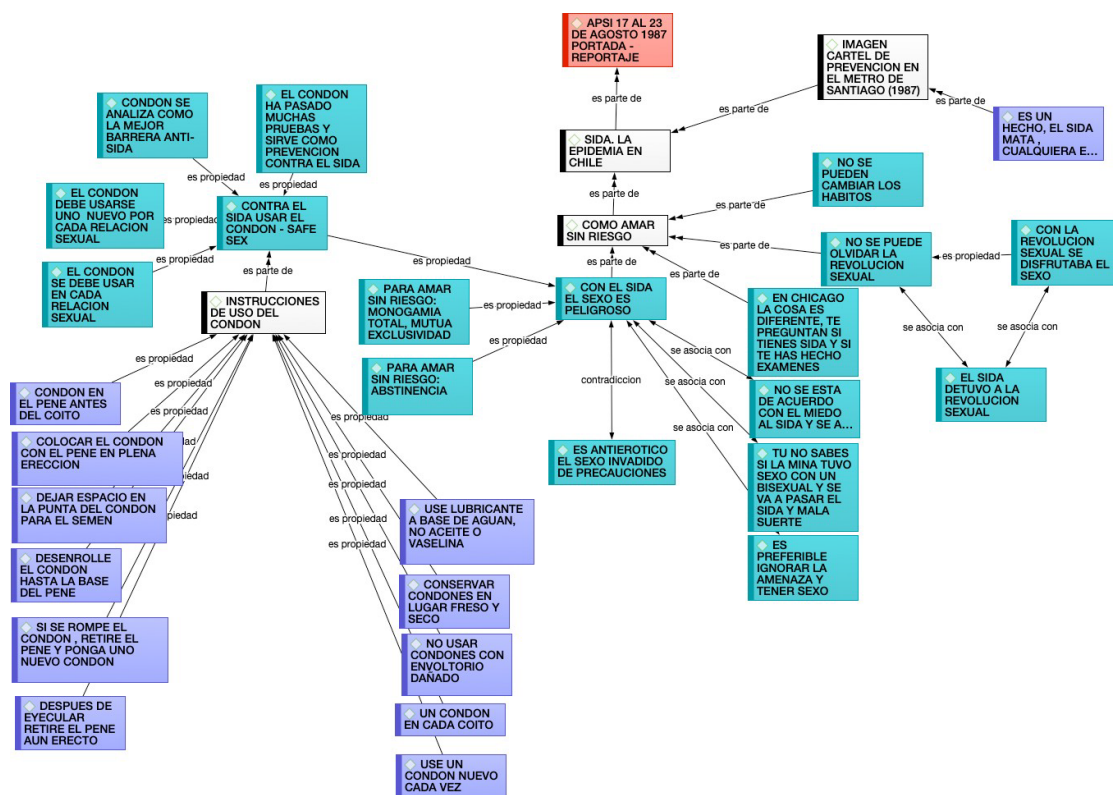 APSI 17 AL 23
DE AGOSTO 1987
PORTADA -
REPORTAJE
IMAGEN
CARTEL DE
PREVENCION EN EL
METRO DE
SANTIAGO (1987)
es parte de
es parte de
es parte de
ES UN
HECHO, EL SIDA
MATA ,
CUALQUIERA E...
SIDA. LA
EPIDEMIA EN
CHILE
es parte de
CONDON SE
ANALIZA COMO
LA MEJOR
BARRERA ANTI-
SIDA
EL CONDON
HA PASADO
MUCHAS
PRUEBAS Y
SIRVE COMO
PREVENCION
CONTRA EL SIDA
es propiedad
es propiedad
EL CONDON
DEBE USARSE
UNO NUEVO POR
CADA RELACION
SEXUAL
es propiedad
CONTRA EL
SIDA USAR EL
CONDON - SAFE
SEX
EL CONDON
SE DEBE USAR
EN CADA
RELACION
SEXUAL
es propiedad
es parte de
es propiedad
NO SE
PUEDEN
CAMBIAR LOS
HABITOS
es parte de
COMO AMAR
SIN RIESGO
es parte de
es parte de
es parte de
NO SE PUEDE
OLVIDAR LA
REVOLUCION
SEXUAL
es propiedad
CON LA
REVOLUCION
SEXUAL SE
DISFRUTABA EL
SEXO
se asocia con
se asocia con
EL SIDA
DETUVO A LA
REVOLUCION
SEXUAL
INSTRUCCIONES
DE USO DEL
CONDON
PARA AMAR
SIN RIESGO:
MONOGAMIA
TOTAL, MUTUA
EXCLUSIVIDAD
es propiedad
CON EL SIDA
EL SEXO ES
PELIGROSO
PARA AMAR
SIN RIESGO:
ABSTINENCIA
es propiedad
EN CHICAGO
LA COSA ES
DIFERENTE, TE
PREGUNTAN SI
TIENES SIDA Y SI
TE HAS HECHO
EXAMENES
contradiccion
se asocia con
se asocia con
se asocia con
NO SE ESTA
DE ACUERDO
CON EL MIEDO
AL SIDA Y SE A...
ES ANTIEROTICO
EL SEXO INVADIDO
DE PRECAUCIONES
TU NO SABES
SI LA MINA TUVO
SEXO CON UN
BISEXUAL Y SE
VA A PASAR EL
SIDA Y MALA
SUERTE
ES
PREFERIBLE
IGNORAR LA
AMENAZA Y
TENER SEXO
es propiedad
CONDON EN
EL PENE ANTES
DEL COITO
es propiedad
COLOCAR EL CONDON
CON EL PENE EN PLENA
ERECCION
es propiedad
DEJAR ESPACIO EN
LA PUNTA DEL CONDON
PARA EL SEMEN
es propiedad
DESENROLLE
EL CONDON
HASTA LA BASE
DEL PENE
SI SE ROMPE EL
CONDON , RETIRE EL
PENE Y PONGA UNO
NUEVO CONDON
DESPUES DE
EYECULAR
RETIRE EL PENE
AUN ERECTO
es propiedad
es propiedad
es propiedad
es propiedad
es propiedad
USE LUBRICANTE
A BASE DE AGUAN,
NO ACEITE O
VASELINA
CONSERVAR
CONDONES EN
LUGAR FRESO Y
SECO
NO USAR
CONDONES CON
ENVOLTORIO
DAÑADO
UN CONDON
EN CADA COITO
USE UN
CONDON NUEVO
CADA VEZ